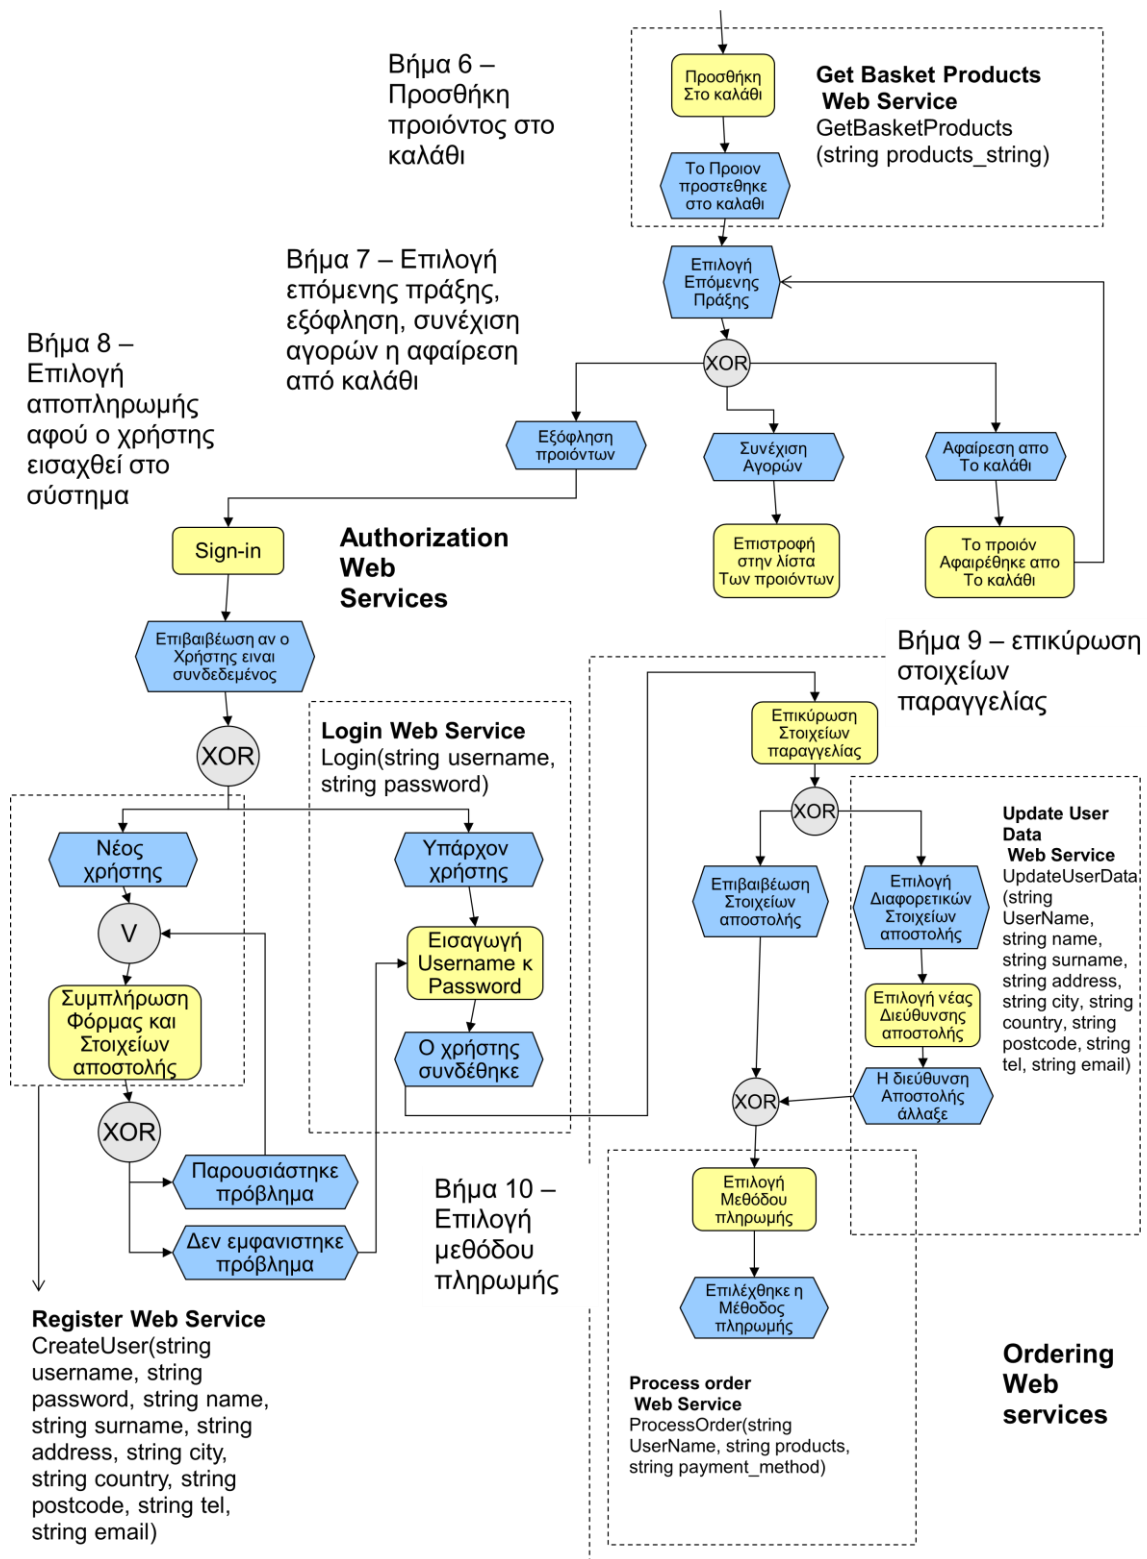 Βήμα 6 –
Προσθήκη
προιόντος στο
καλάθι
Προσθήκη
Στο καλάθι
Το Προιον
προστεθηκε
στο καλαθι
Get Basket Products
Web Service
GetBasketProducts
(string products_string)
Βήμα 7 – Επιλογή
επόμενης πράξης,
εξόφληση, συνέχιση
αγορών η αφαίρεση
από καλάθι
Επιλογή
Επόμενης
Πράξης
XOR
Βήμα 8 –
Επιλογή
αποπληρωμής
αφού ο χρήστης
εισαχθεί στο
σύστημα
Εξόφληση
προιόντων
Συνέχιση
Αγορών
Αφαίρεση απο
Το καλάθι
Sign-in
Authorization
Web
Services
Επιστροφή
στην λίστα
Των προιόντων
Το προιόν
Αφαιρέθηκε απο
Το καλάθι
Επιβαιβέωση αν ο
Χρήστης ειναι
συνδεδεμένος
XOR
Βήμα 9 – επικύρωση
στοιχείων
παραγγελίας
Login Web Service
Login(string username,
string password)
Επικύρωση
Στοιχείων
παραγγελίας
XOR
Νέος
χρήστης
Υπάρχον
χρήστης
Επιβαιβέωση
Στοιχείων
αποστολής
Επιλογή
Διαφορετικών
Στοιχείων
αποστολής
Update User
Data
Web Service
UpdateUserData
(string
UserName,
string name,
string surname,
string address,
string city, string
country, string
postcode, string
tel, string email)
V
Εισαγωγή
Username κ
Password
Συμπλήρωση
Φόρμας και
Στοιχείων
αποστολής
Ο χρήστης
συνδέθηκε
Επιλογή νέας
Διεύθυνσης
αποστολής
Η διεύθυνση
Αποστολής
άλλαξε
XOR
XOR
Παρουσιάστηκε
πρόβλημα
Δεν εμφανιστηκε
πρόβλημα
Βήμα 10 –
Επιλογή
μεθόδου
πληρωμής
Επιλογή
Μεθόδου
πληρωμής
Επιλέχθηκε η
Μέθοδος
πληρωμής
Register Web Service
CreateUser(string
username, string
password, string name,
string surname, string
address, string city,
string country, string
postcode, string tel,
string email)
Process order
Web Service
ProcessOrder(string
UserName, string products,
string payment_method)
Ordering
Web
services